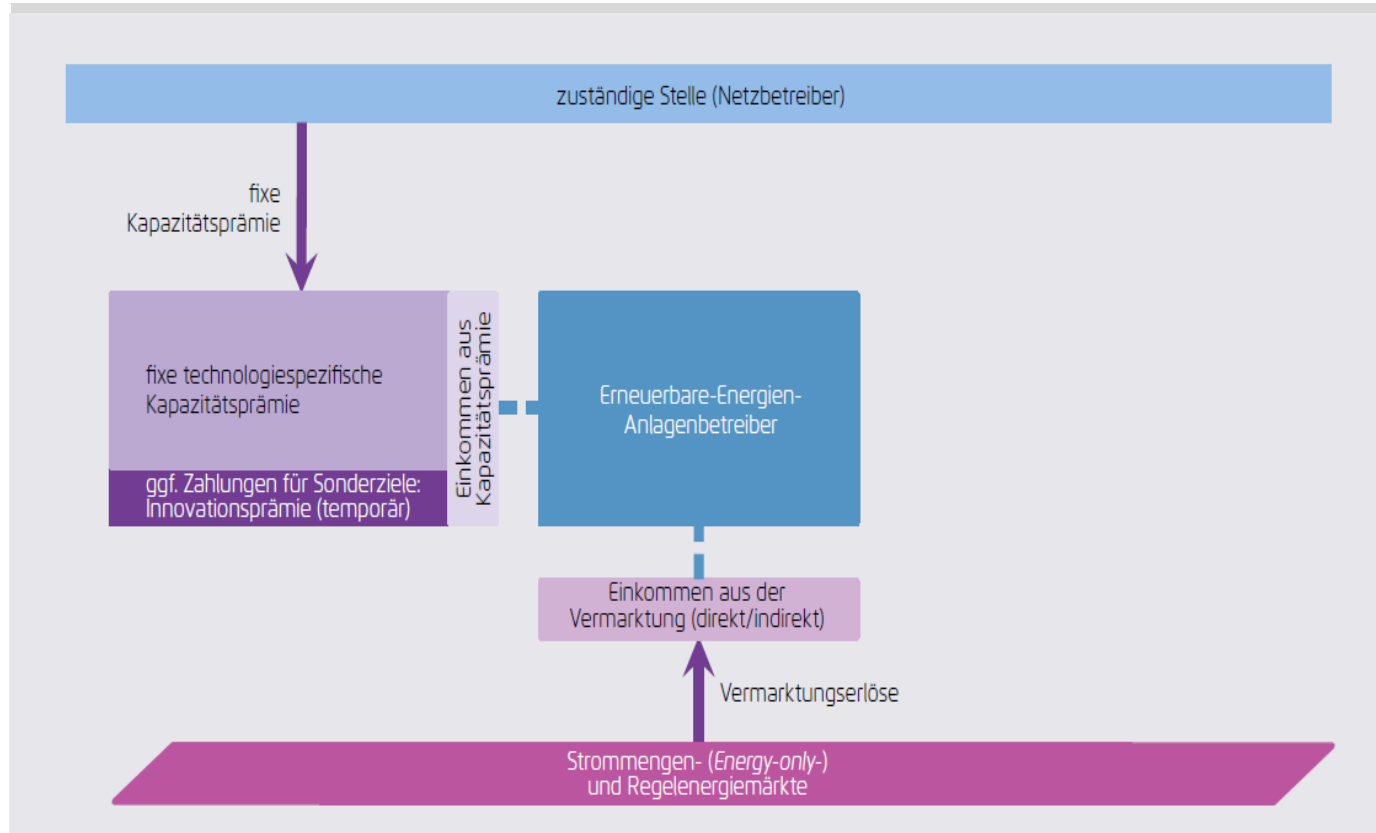 zuständige Stelle (Netzbetreiber)
fixe
Kapazitätsprämie
fixe technologiespezifische
Kapazitätsprämie
ggf. Zahlungen für Sonderziele:
Innovationsprämie (temporär)
Einkommen aus
Kapazitätsprämie
Erneuerbare-Energien-
Anlagenbetreiber
Einkommen aus der
Vermarktung (direkt/indirekt)
Vermarktungserlöse
Strommengen- (Energy-only-)
und Regelenergiemärkte